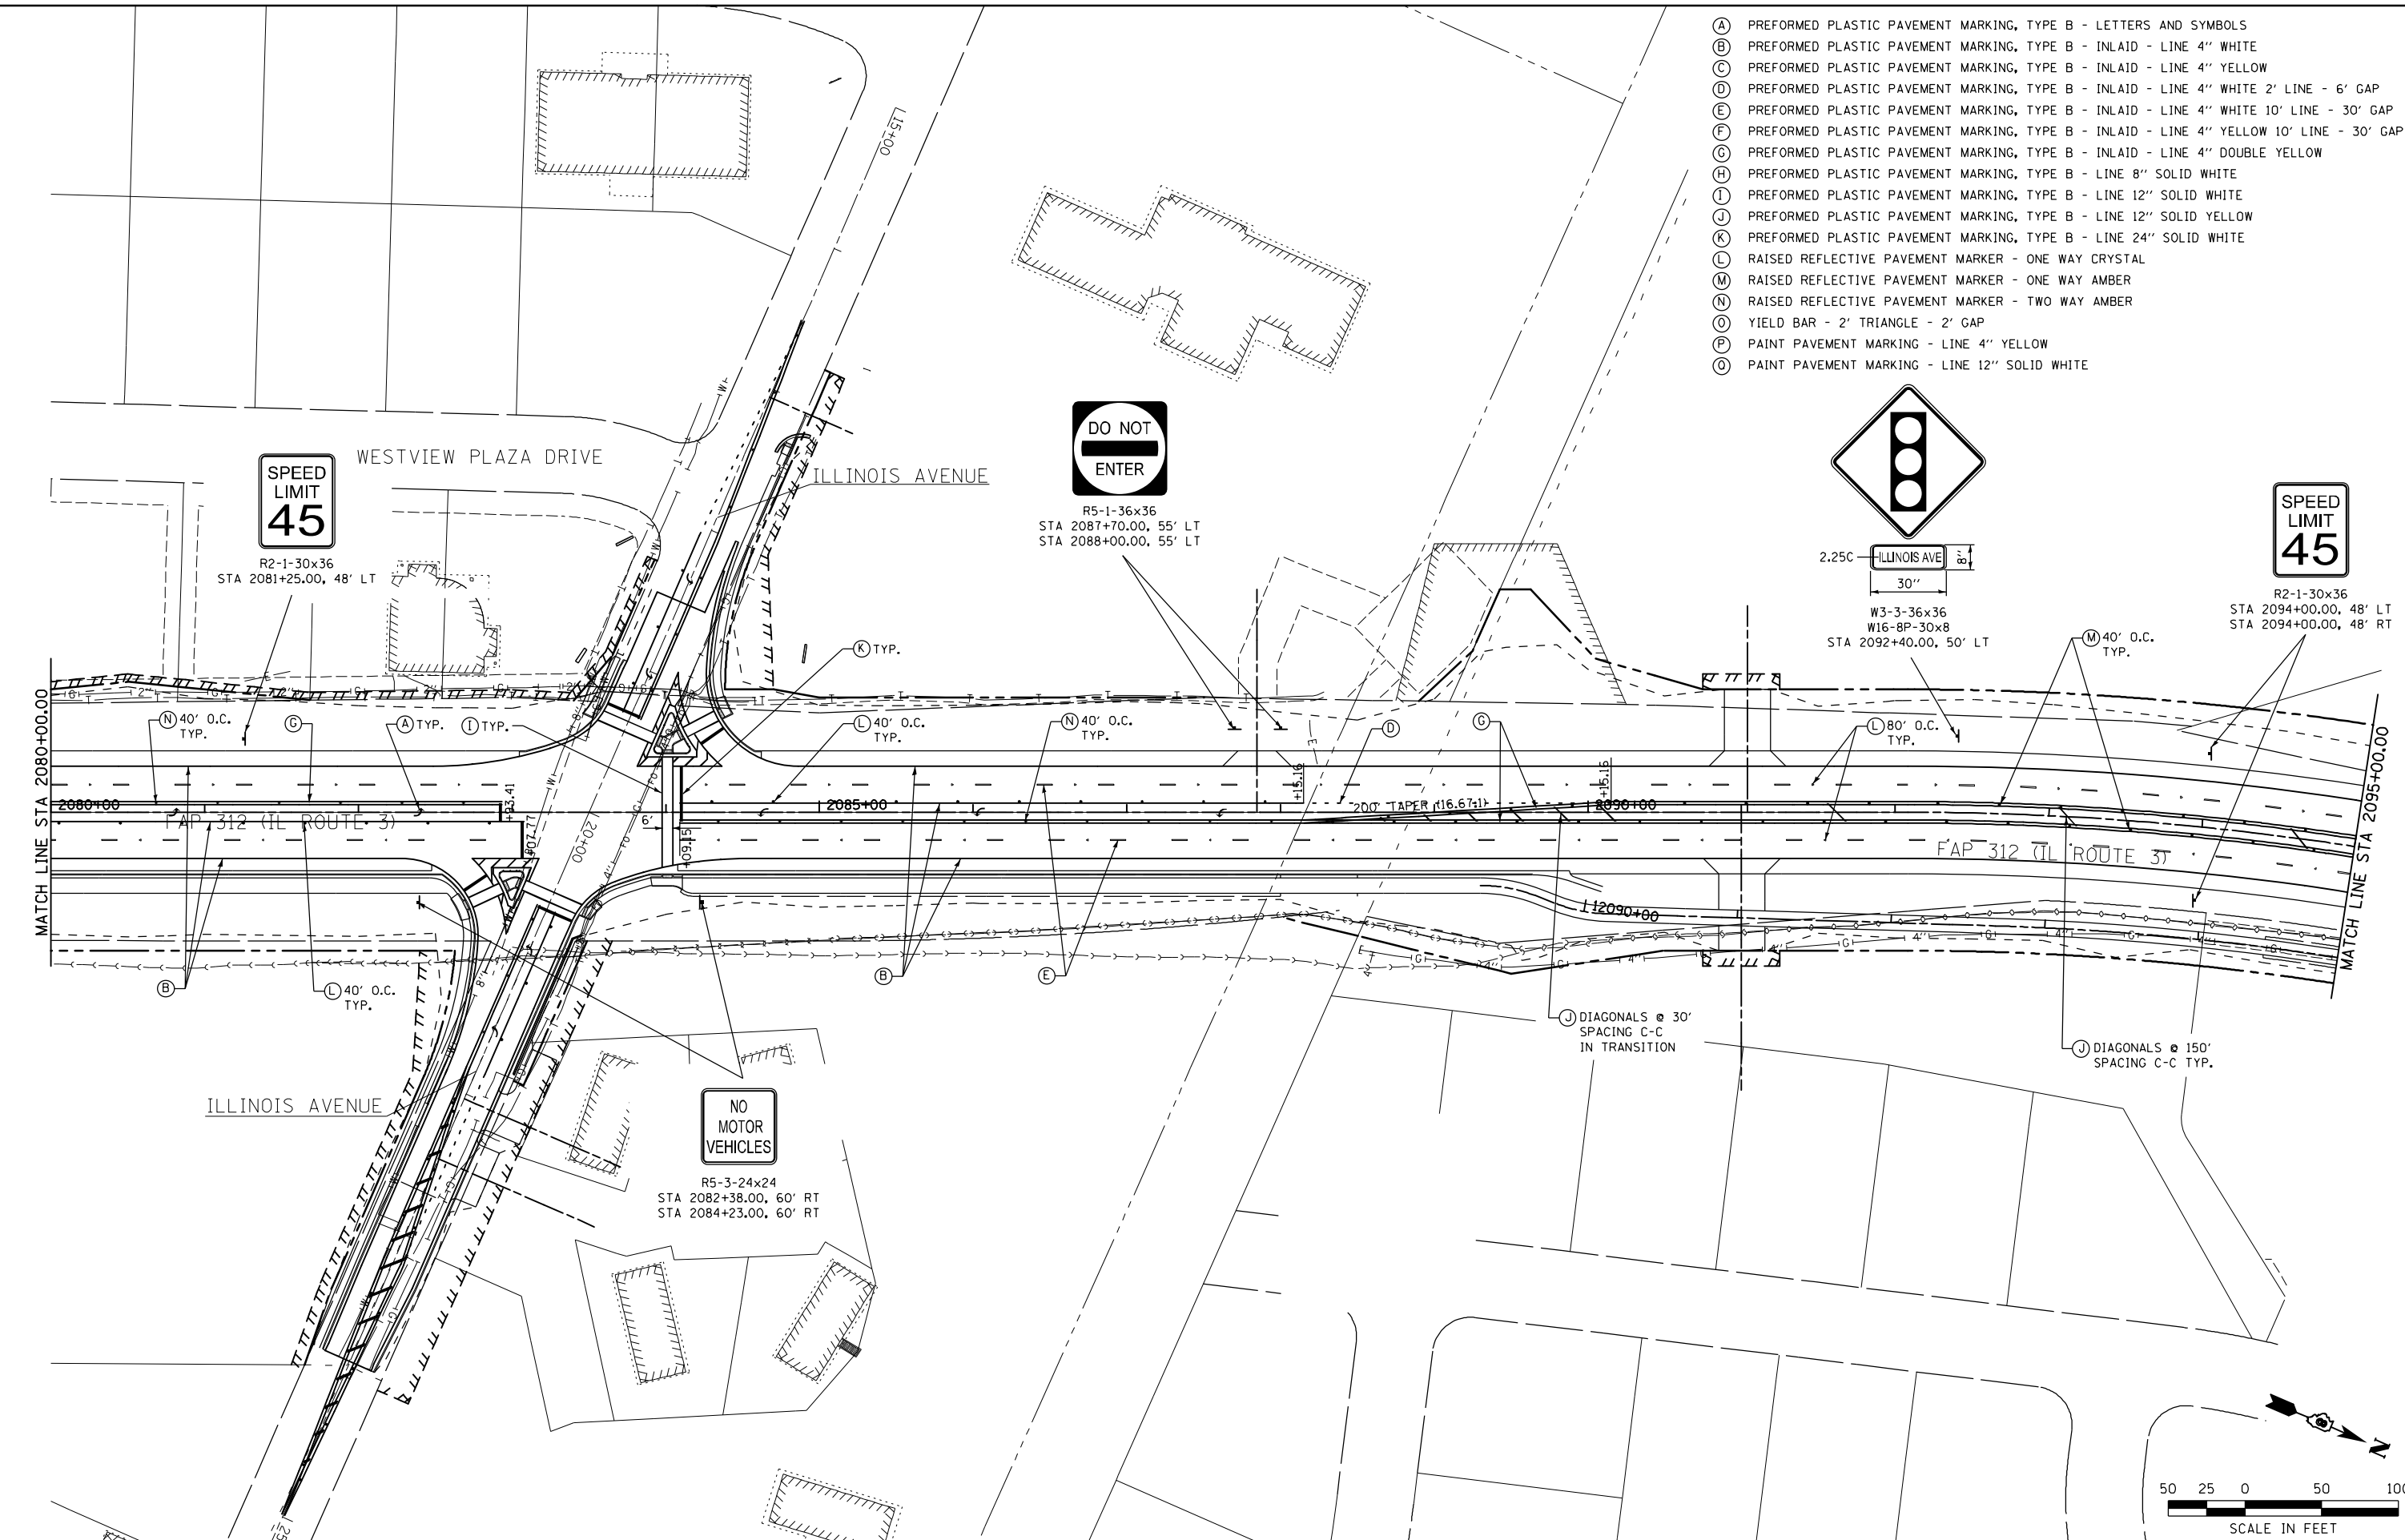 Ⓐ PREFORMED PLASTIC PAVEMENT MARKING, TYPE B - LETTERS AND SYMBOLS
Ⓑ PREFORMED PLASTIC PAVEMENT MARKING, TYPE B - INLAID - LINE 4'' WHITE
Ⓒ PREFORMED PLASTIC PAVEMENT MARKING, TYPE B - INLAID - LINE 4'' YELLOW
Ⓓ PREFORMED PLASTIC PAVEMENT MARKING, TYPE B - INLAID - LINE 4'' WHITE 2' LINE - 6' GAP
Ⓔ PREFORMED PLASTIC PAVEMENT MARKING, TYPE B - INLAID - LINE 4'' WHITE 10' LINE - 30' GAP
Ⓕ PREFORMED PLASTIC PAVEMENT MARKING, TYPE B - INLAID - LINE 4'' YELLOW 10' LINE - 30' GAP
Ⓖ PREFORMED PLASTIC PAVEMENT MARKING, TYPE B - INLAID - LINE 4'' DOUBLE YELLOW
Ⓗ PREFORMED PLASTIC PAVEMENT MARKING, TYPE B - LINE 8'' SOLID WHITE
Ⓘ PREFORMED PLASTIC PAVEMENT MARKING, TYPE B - LINE 12'' SOLID WHITE
Ⓙ PREFORMED PLASTIC PAVEMENT MARKING, TYPE B - LINE 12'' SOLID YELLOW
Ⓚ PREFORMED PLASTIC PAVEMENT MARKING, TYPE B - LINE 24'' SOLID WHITE
Ⓛ RAISED REFLECTIVE PAVEMENT MARKER - ONE WAY CRYSTAL
Ⓜ RAISED REFLECTIVE PAVEMENT MARKER - ONE WAY AMBER
Ⓝ RAISED REFLECTIVE PAVEMENT MARKER - TWO WAY AMBER
Ⓞ YIELD BAR - 2' TRIANGLE - 2' GAP
Ⓟ PAINT PAVEMENT MARKING - LINE 4'' YELLOW
Ⓠ PAINT PAVEMENT MARKING - LINE 12'' SOLID WHITE
15+00
WESTVIEW PLAZA DRIVE
SPEED
LIMIT
45
R2-1-30x36
STA 2081+25.00, 48' LT
ILLINOIS AVENUE
DO NOT
ENTER
R5-1-36x36
STA 2087+70.00, 55' LT
STA 2088+00.00, 55' LT
2.25C
ILLINOIS AVE
8''
30''
W3-3-36x36
W16-8P-30x8
STA 2092+40.00, 50' LT
SPEED
LIMIT
45
R2-1-30x36
STA 2094+00.00, 48' LT
STA 2094+00.00, 48' RT
MATCH LINE STA 2080+00.00
Ⓝ 40' O.C.
TYP.
Ⓖ
Ⓐ TYP.
Ⓘ TYP.
Ⓚ TYP.
Ⓛ 40' O.C.
TYP.
Ⓝ 40' O.C.
TYP.
Ⓓ
Ⓖ
Ⓛ 80' O.C.
TYP.
Ⓜ 40' O.C.
TYP.
MATCH LINE STA 2095+00.00
2080+00
FAP 312 (IL ROUTE 3)
+93.41
+07.77
20+00
6'
+09.15
2085+00
+15.16
200' TAPER (16.67:1)
+15.16
2090+00
FAP 312 (IL ROUTE 3)
12090+00
Ⓑ
Ⓛ 40' O.C.
TYP.
Ⓑ
Ⓔ
Ⓙ DIAGONALS @ 30'
SPACING C-C
IN TRANSITION
Ⓙ DIAGONALS @ 150'
SPACING C-C TYP.
ILLINOIS AVENUE
NO
MOTOR
VEHICLES
R5-3-24x24
STA 2082+38.00, 60' RT
STA 2084+23.00, 60' RT
N
50 25 0 50
SCALE IN FEET